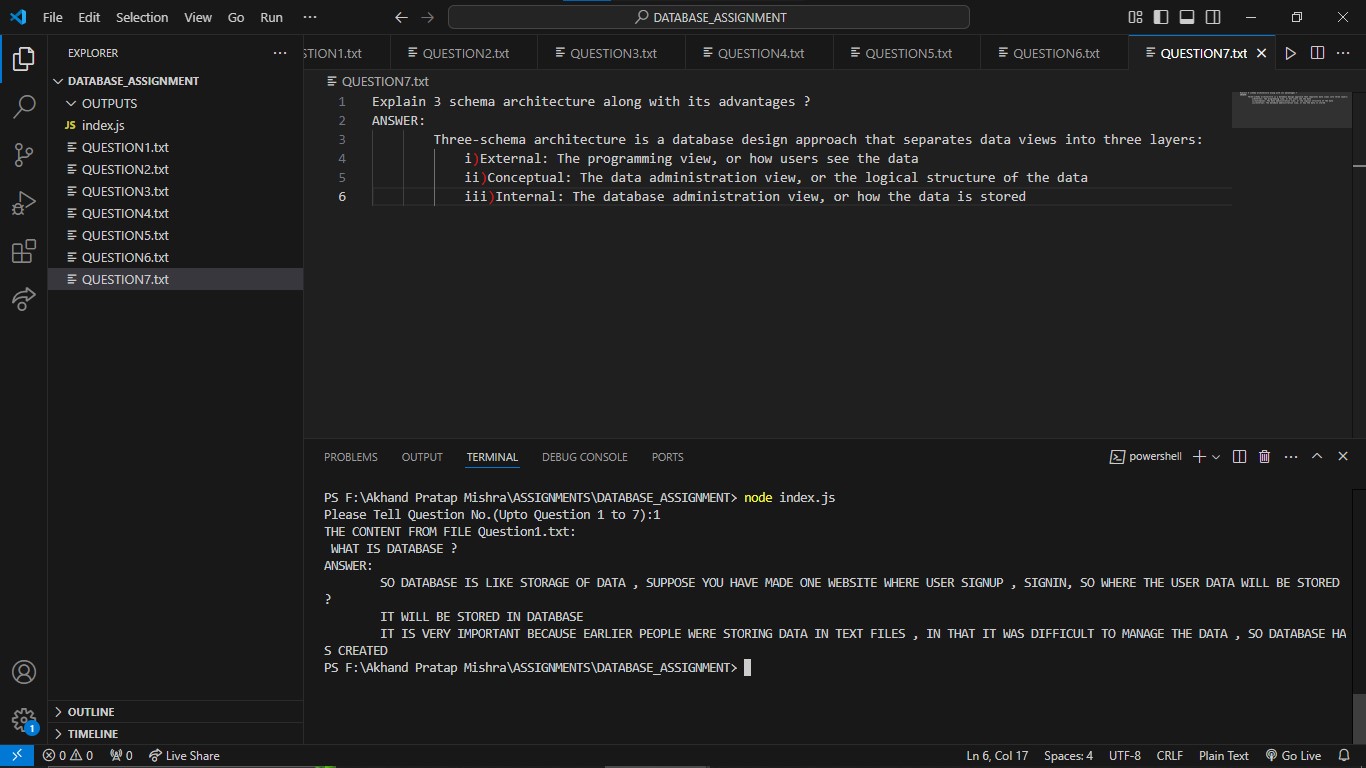 File Edit Selection View Go Run ···
DATABASE_ASSIGNMENT
EXPLORER ···
DATABASE_ASSIGNMENT
OUTPUTS
JS index.js
QUESTION1.txt
QUESTION2.txt
QUESTION3.txt
QUESTION4.txt
QUESTION5.txt
QUESTION6.txt
QUESTION7.txt
OUTLINE
TIMELINE
STION1.txt QUESTION2.txt QUESTION3.txt QUESTION4.txt QUESTION5.txt QUESTION6.txt QUESTION7.txt
QUESTION7.txt
1 Explain 3 schema architecture along with its advantages ?
2 ANSWER:
3 Three-schema architecture is a database design approach that separates data views into three layers:
4 i)External: The programming view, or how users see the data
5 ii)Conceptual: The data administration view, or the logical structure of the data
6 iii)Internal: The database administration view, or how the data is stored
PROBLEMS OUTPUT TERMINAL DEBUG CONSOLE PORTS
powershell
PS F:\Akhand Pratap Mishra\ASSIGNMENTS\DATABASE_ASSIGNMENT> node index.js
Please Tell Question No.(Upto Question 1 to 7):1
THE CONTENT FROM FILE Question1.txt:
WHAT IS DATABASE ?
ANSWER:
SO DATABASE IS LIKE STORAGE OF DATA , SUPPOSE YOU HAVE MADE ONE WEBSITE WHERE USER SIGNUP , SIGNIN, SO WHERE THE USER DATA WILL BE STORED
?
IT WILL BE STORED IN DATABASE
IT IS VERY IMPORTANT BECAUSE EARLIER PEOPLE WERE STORING DATA IN TEXT FILES , IN THAT IT WAS DIFFICULT TO MANAGE THE DATA , SO DATABASE HA
S CREATED
PS F:\Akhand Pratap Mishra\ASSIGNMENTS\DATABASE_ASSIGNMENT>
1
0 0 0 Live Share
Ln 6, Col 17 Spaces: 4 UTF-8 CRLF Plain Text Go Live